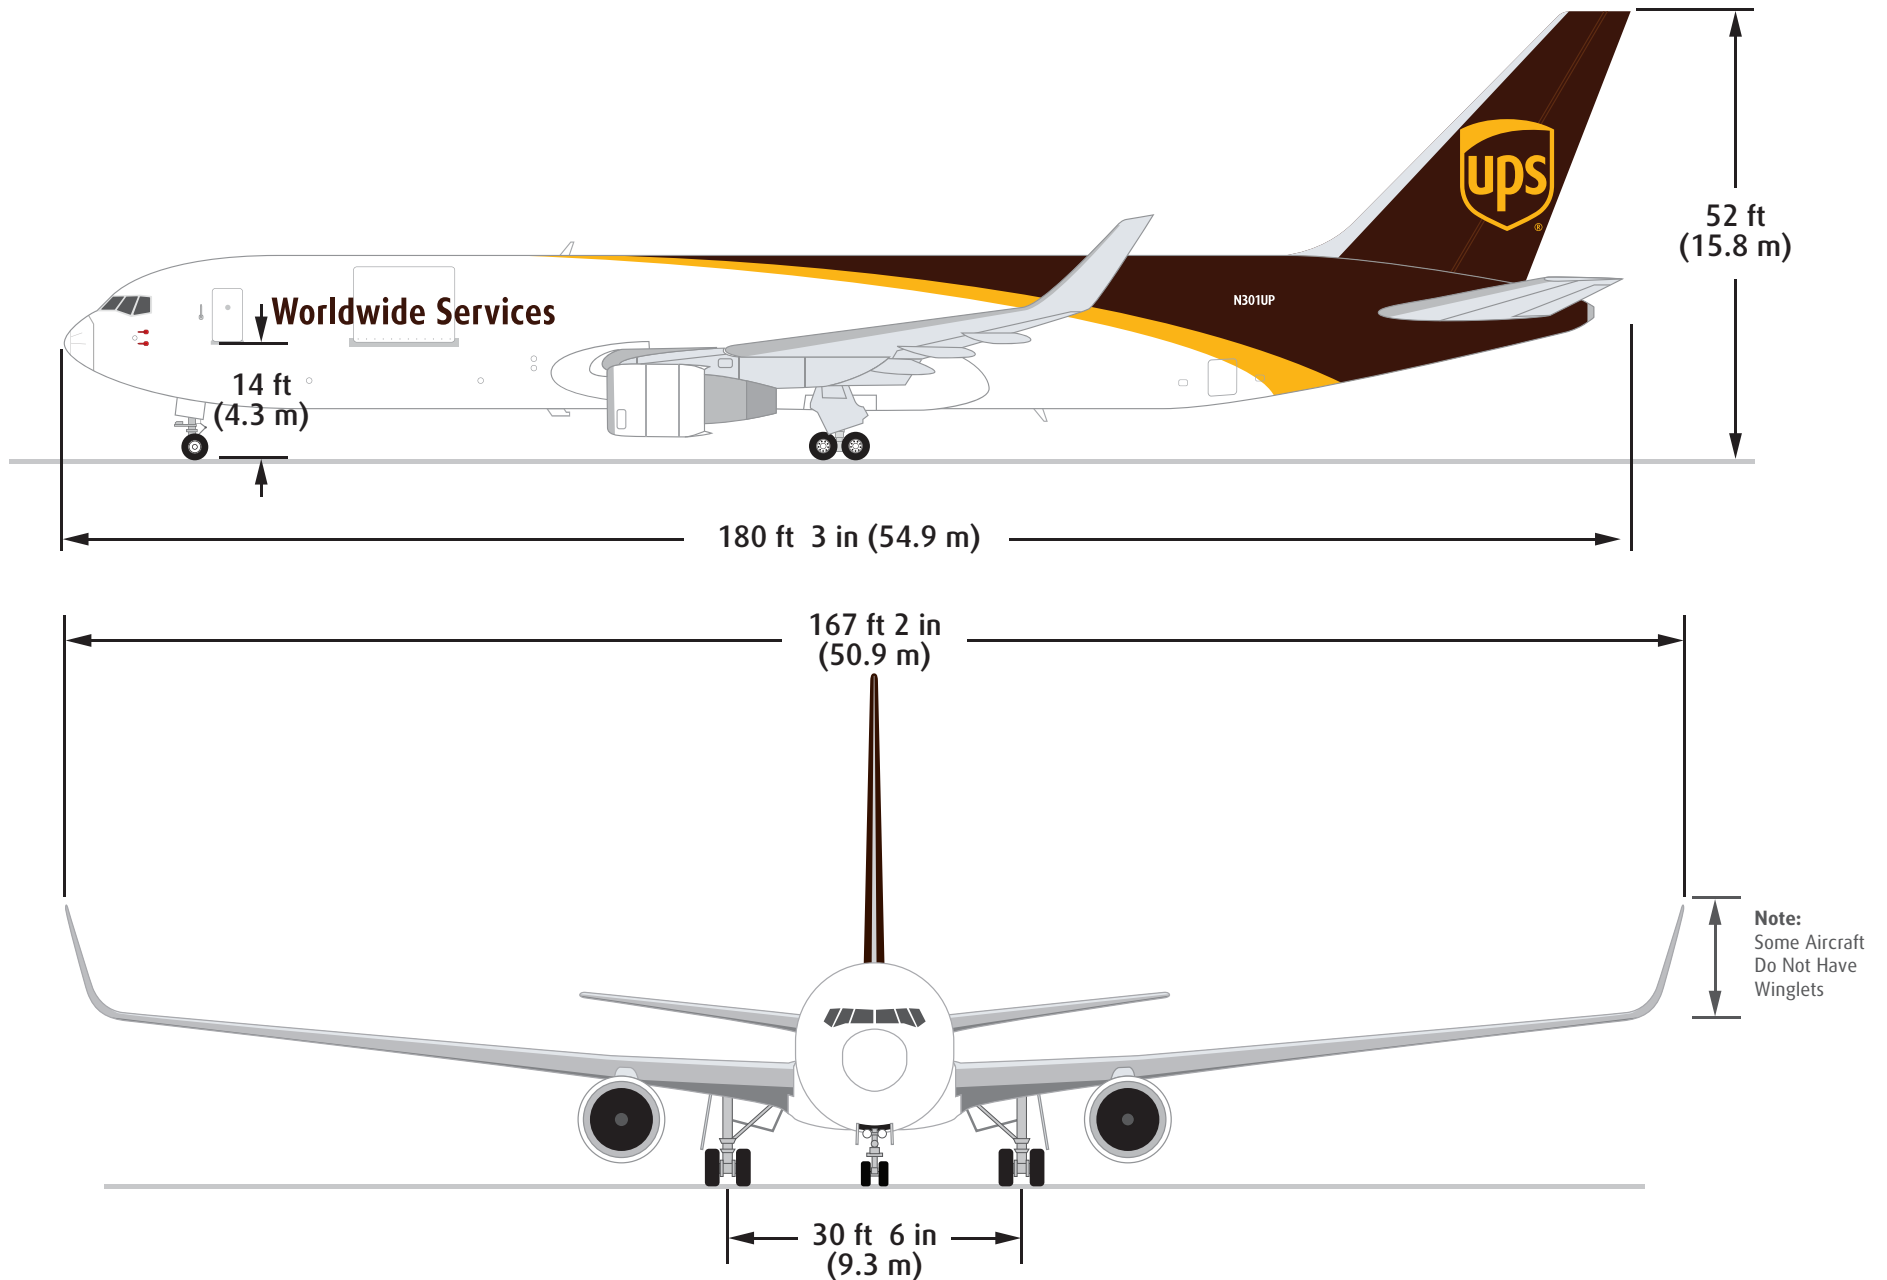 ups
®
52 ft
(15.8 m)
N301UP
Worldwide Services
14 ft
(4.3 m)
180 ft 3 in (54.9 m)
167 ft 2 in
(50.9 m)
Note:
Some Aircraft
Do Not Have
Winglets
30 ft 6 in
(9.3 m)